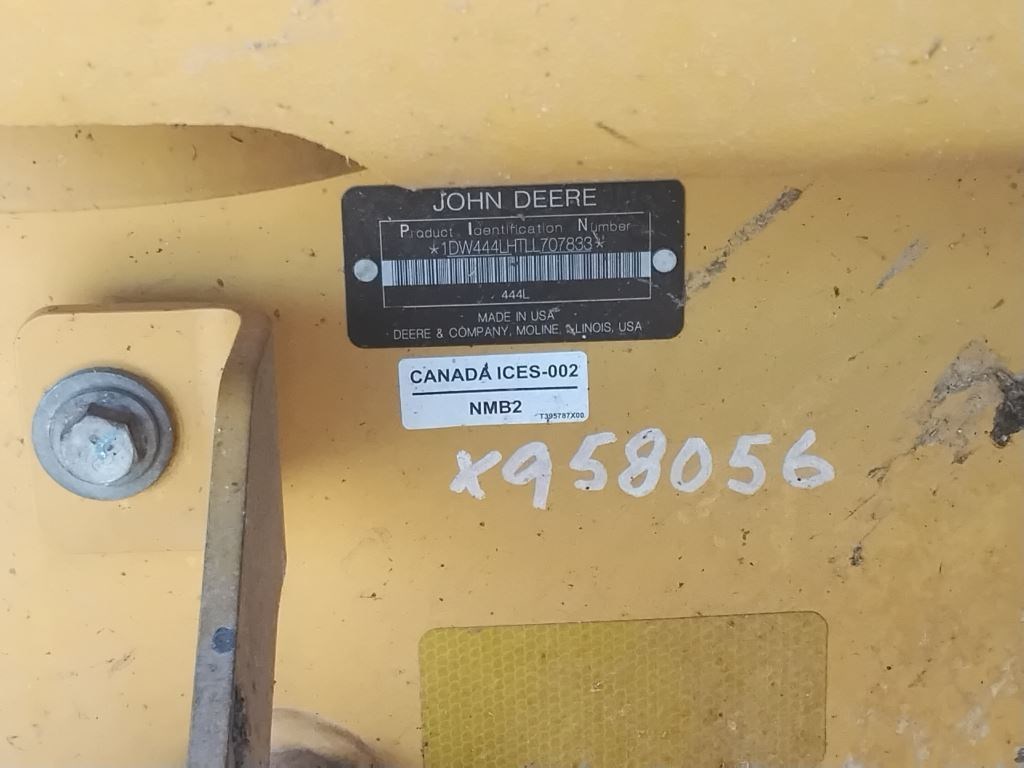 JOHN DEERE
Product Identification Number
*1DW444LHTLL707833*
444L
MADE IN USA
DEERE & COMPANY, MOLINE, ILLINOIS, USA
CANADA ICES-002
NMB2
T395787X00
x958056